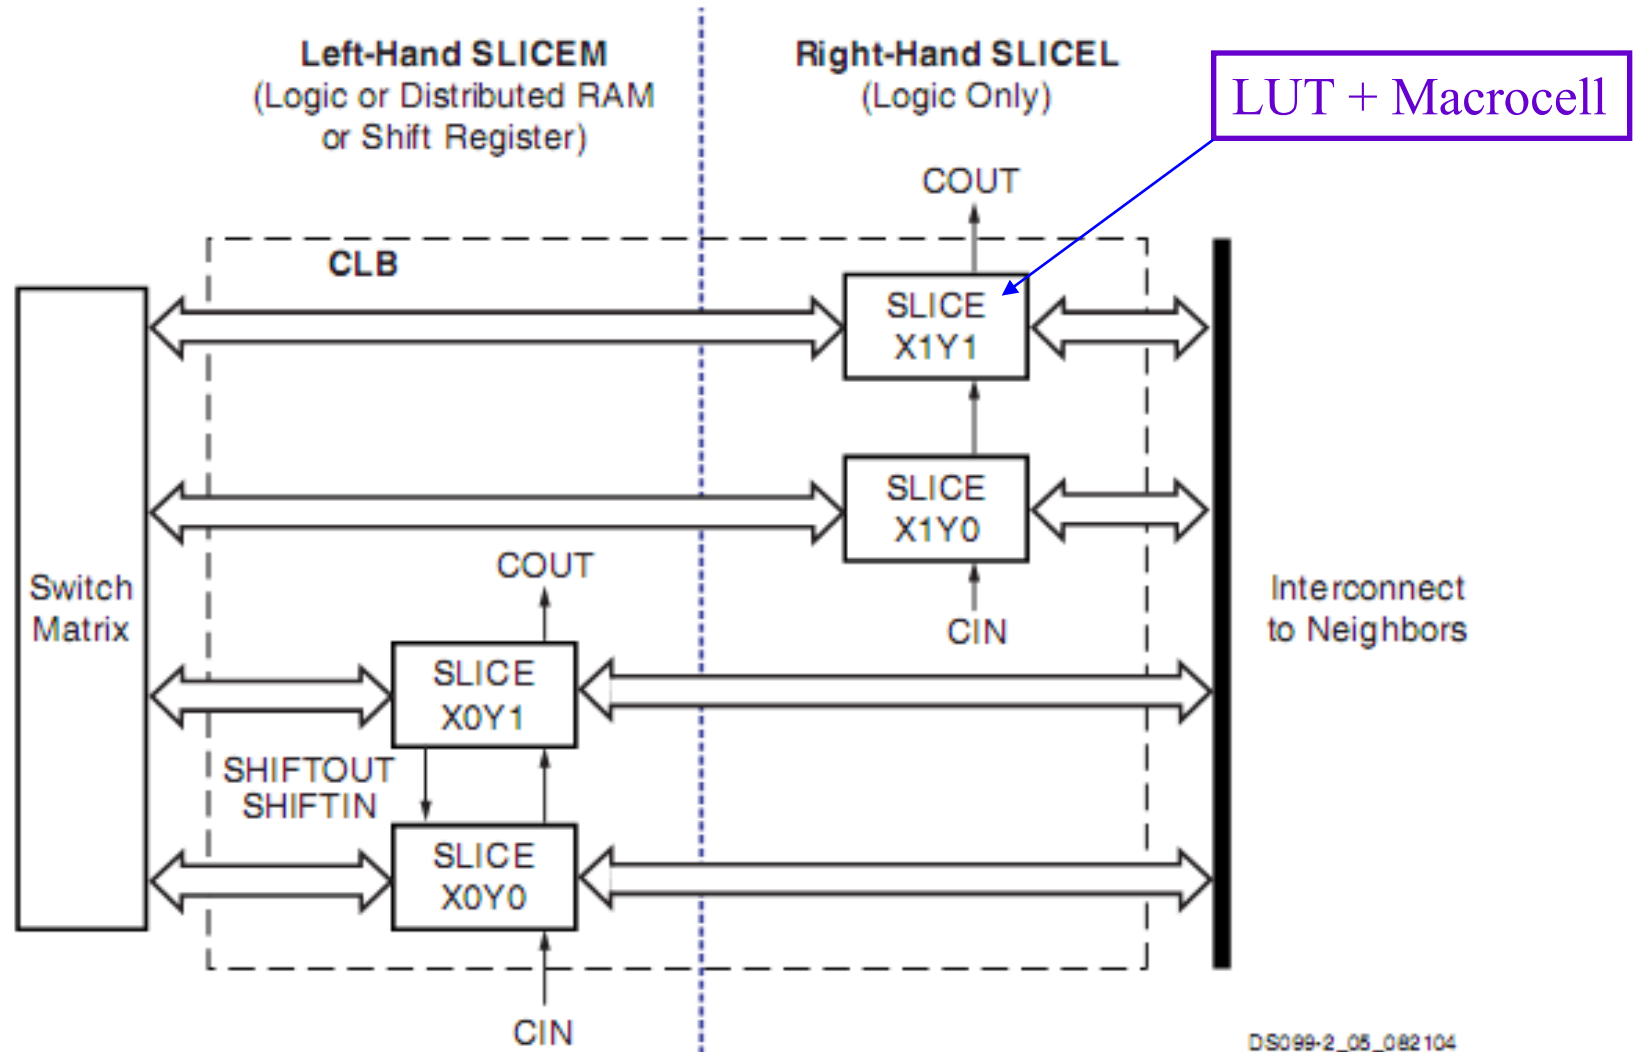 Left-Hand SLICEM
(Logic or Distributed RAM
or Shift Register)
Right-Hand SLICEL
(Logic Only)
LUT + Macrocell
COUT
CLB
SLICE
X1Y1
SLICE
X1Y0
CIN
COUT
Switch
Matrix
Interconnect
to Neighbors
SLICE
X0Y1
SHIFTOUT
SHIFTIN
SLICE
X0Y0
CIN
DS099-2_05_082104